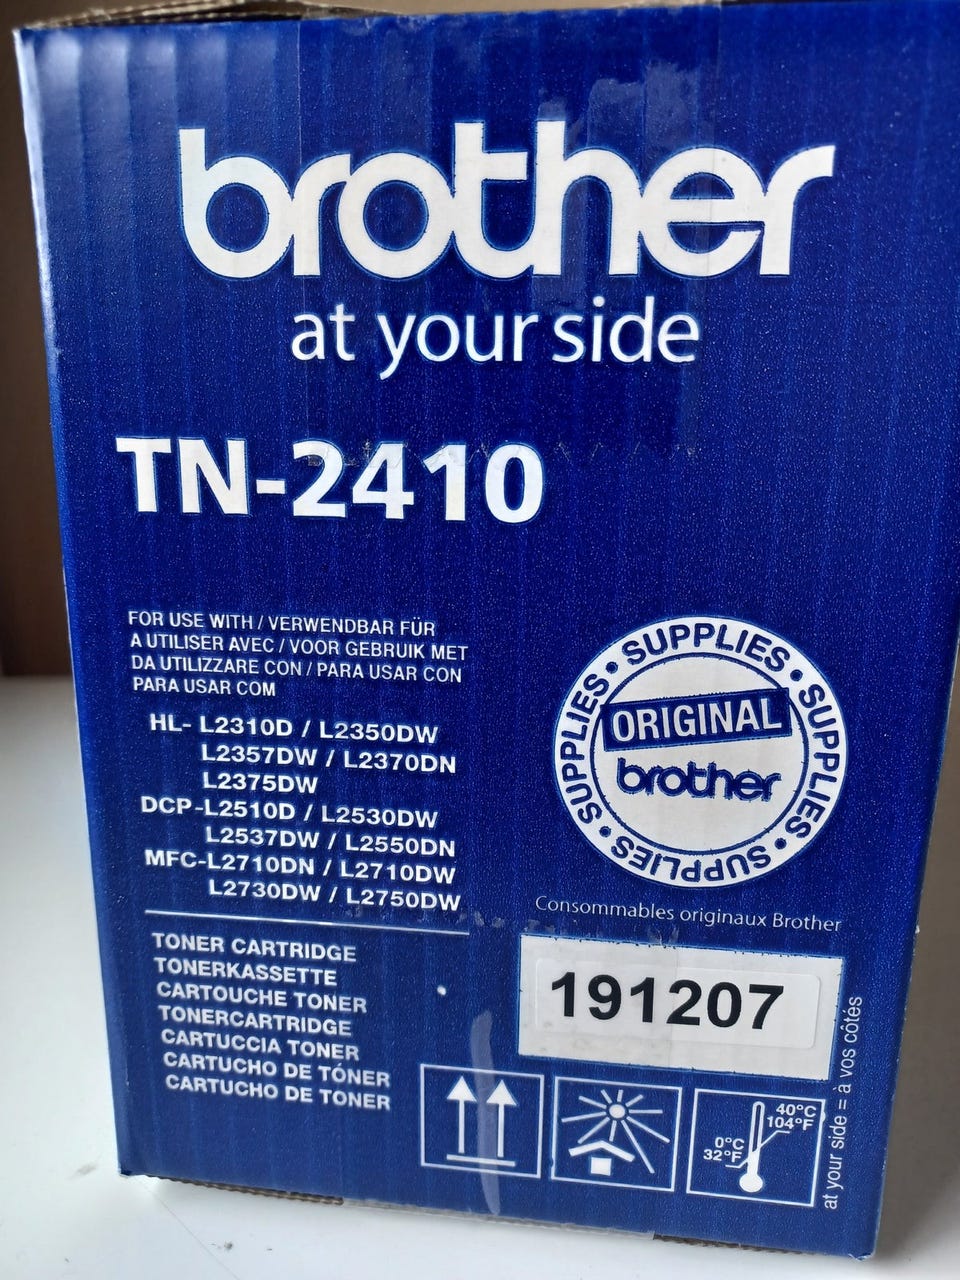 brother
at your side
TN-2410
FOR USE WITH / VERWENDBAR FÜR
A UTILISER AVEC / VOOR GEBRUIK MET
DA UTILIZZARE CON / PARA USAR CON
PARA USAR COM
HL- L2310D / L2350DW
L2357DW / L2370DN
L2375DW
DCP-L2510D / L2530DW
L2537DW / L2550DN
MFC-L2710DN / L2710DW
L2730DW / L2750DW
SUPPLIES • SUPPLIES • SUPPLIES • SUPPLIES •
ORIGINAL
brother
Consommables originaux Brother
TONER CARTRIDGE
TONERKASSETTE
CARTOUCHE TONER
TONERCARTRIDGE
CARTUCCIA TONER
CARTUCHO DE TÓNER
CARTUCHO DE TONER
191207
40°C
104°F
0°C
32°F
at your side = à vos côtés